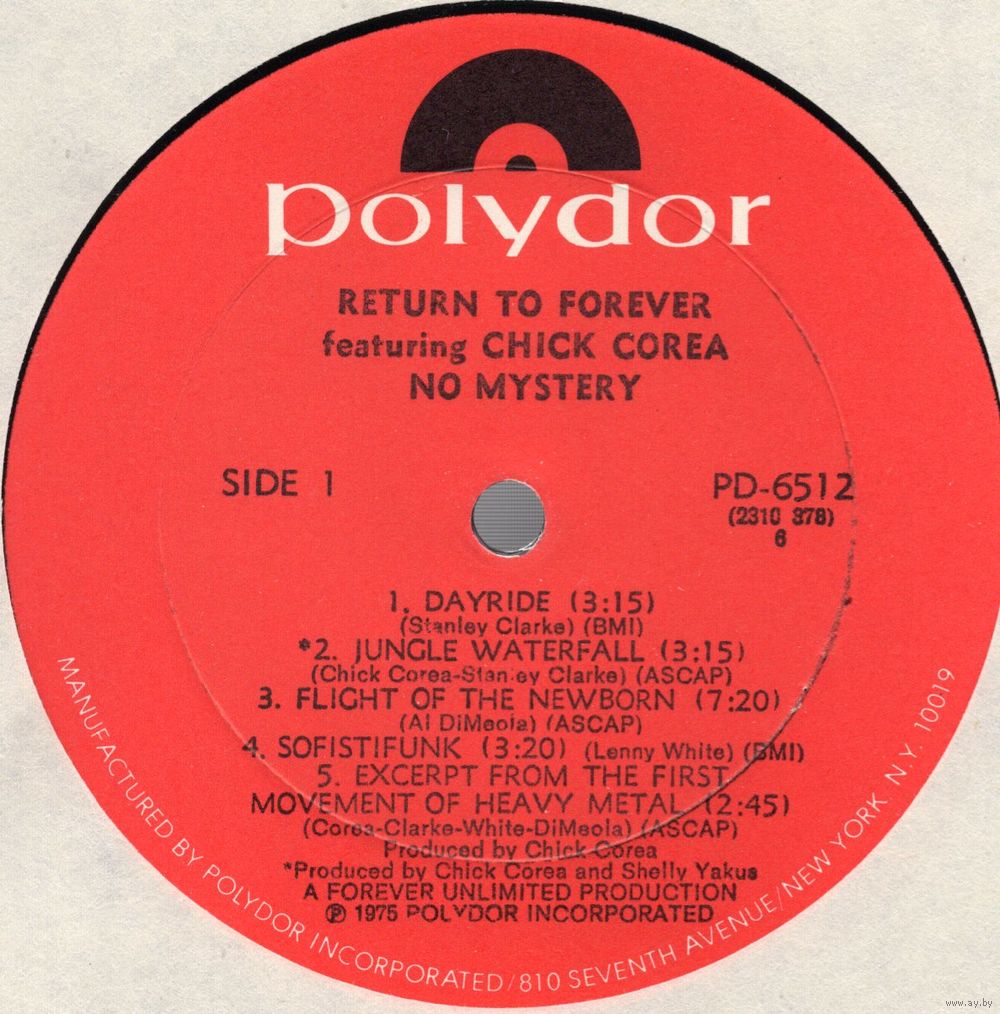 polydor
RETURN TO FOREVER
featuring CHICK COREA
NO MYSTERY
SIDE 1
PD-6512
(2310 378)
6
1. DAYRIDE (3:15)
(Stanley Clarke) (BMI)
*2. JUNGLE WATERFALL (3:15)
(Chick Corea-Stanley Clarke) (ASCAP)
3. FLIGHT OF THE NEWBORN (7:20)
(Al DiMeola) (ASCAP)
4. SOFISTIFUNK (3:20) (Lenny White) (BMI)
5. EXCERPT FROM THE FIRST
MOVEMENT OF HEAVY METAL (2:45)
(Corea-Clarke-White-DiMeola) (ASCAP)
Produced by Chick Corea
*Produced by Chick Corea and Shelly Yakus
A FOREVER UNLIMITED PRODUCTION
℗ 1975 POLYDOR INCORPORATED
MANUFACTURED BY POLYDOR INCORPORATED/810 SEVENTH AVENUE/NEW YORK N.Y. 10019
www.ay.by